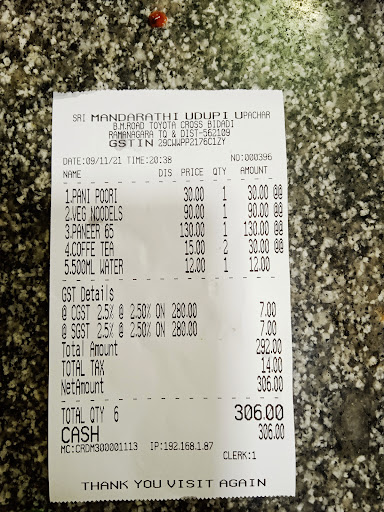 SRI MANDARATHI UDUPI UPACHAR
B.M.ROAD TOYOTA CROSS BIDADI
RAMANAGARA TQ & DIST-562109
GSTIN 29CWWPP2176C1ZY
DATE:09/11/21 TIME:20:38 NO:000396
NAME DIS PRICE QTY AMOUNT
1.PANI POORI 30.00 1 30.00 @@
2.VEG NOODELS 90.00 1 90.00 @@
3.PANEER 65 130.00 1 130.00 @@
4.COFFE TEA 15.00 2 30.00 @@
5.500ML WATER 12.00 1 12.00
GST Details
@ CGST 2.5% @ 2.50% ON 280.00 7.00
@ SGST 2.5% @ 2.50% ON 280.00 7.00
Total Amount 292.00
TOTAL TAX 14.00
NetAmount 306.00
TOTAL QTY 6 306.00
CASH 306.00
MC:CRDM300001113 IP:192.168.1.87
CLERK:1
THANK YOU VISIT AGAIN